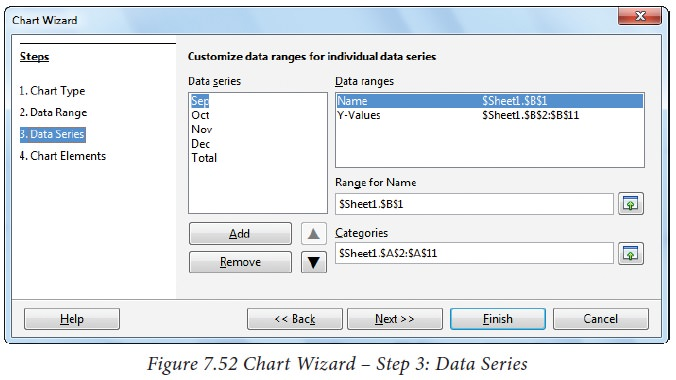 Chart Wizard
Steps
1. Chart Type
2. Data Range
3. Data Series
4. Chart Elements
Customize data ranges for individual data series
Data series
Sep
Oct
Nov
Dec
Total
Add
Remove
Data ranges
Name $Sheet1.$B$1
Y-Values $Sheet1.$B$2:$B$11
Range for Name
$Sheet1.$B$1
Categories
$Sheet1.$A$2:$A$11
Help
<< Back
Next >>
Finish
Cancel
Figure 7.52 Chart Wizard – Step 3: Data Series